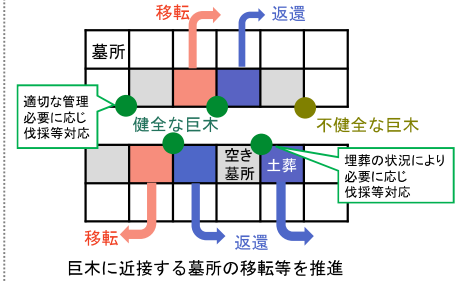 移転
返還
墓所
適切な管理
必要に応じ
伐採等対応
健全な巨木
不健全な巨木
空き
墓所
土葬
埋葬の状況により
必要に応じ
伐採等対応
移転
返還
巨木に近接する墓所の移転等を推進